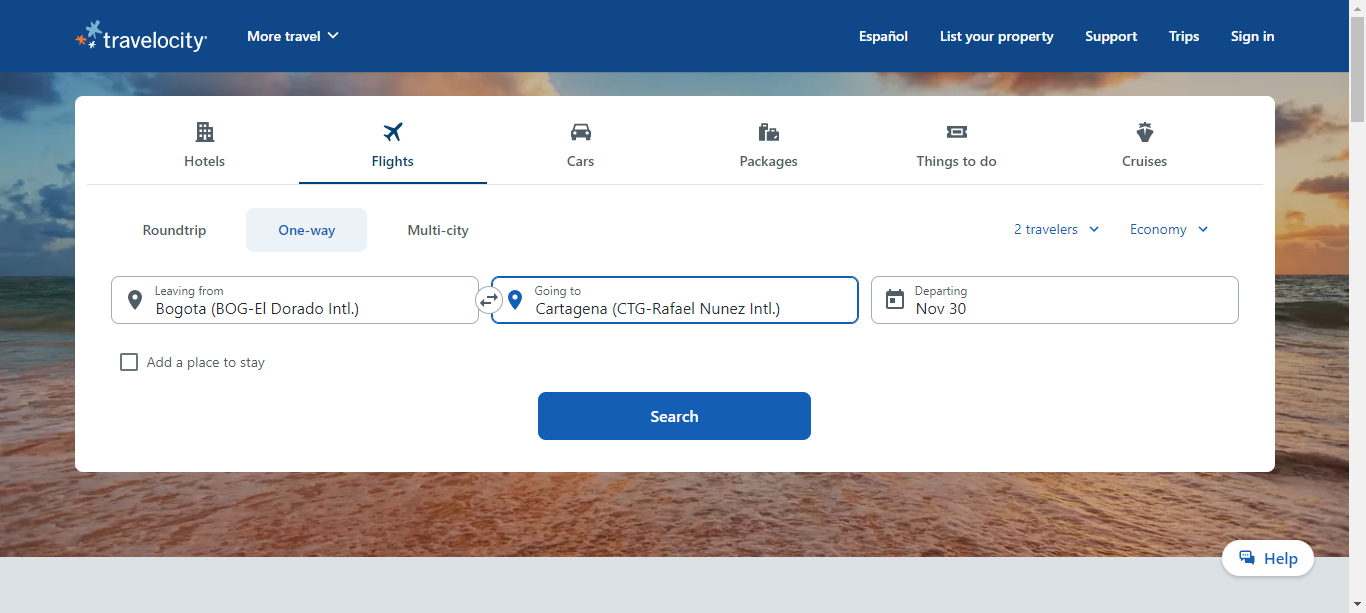 travelocity
More travel
Español
List your property
Support
Trips
Sign in
Hotels
Flights
Cars
Packages
Things to do
Cruises
Roundtrip
One-way
Multi-city
2 travelers
Economy
Leaving from
Bogota (BOG-El Dorado Intl.)
Going to
Cartagena (CTG-Rafael Nunez Intl.)
Departing
Nov 30
Add a place to stay
Search
Help